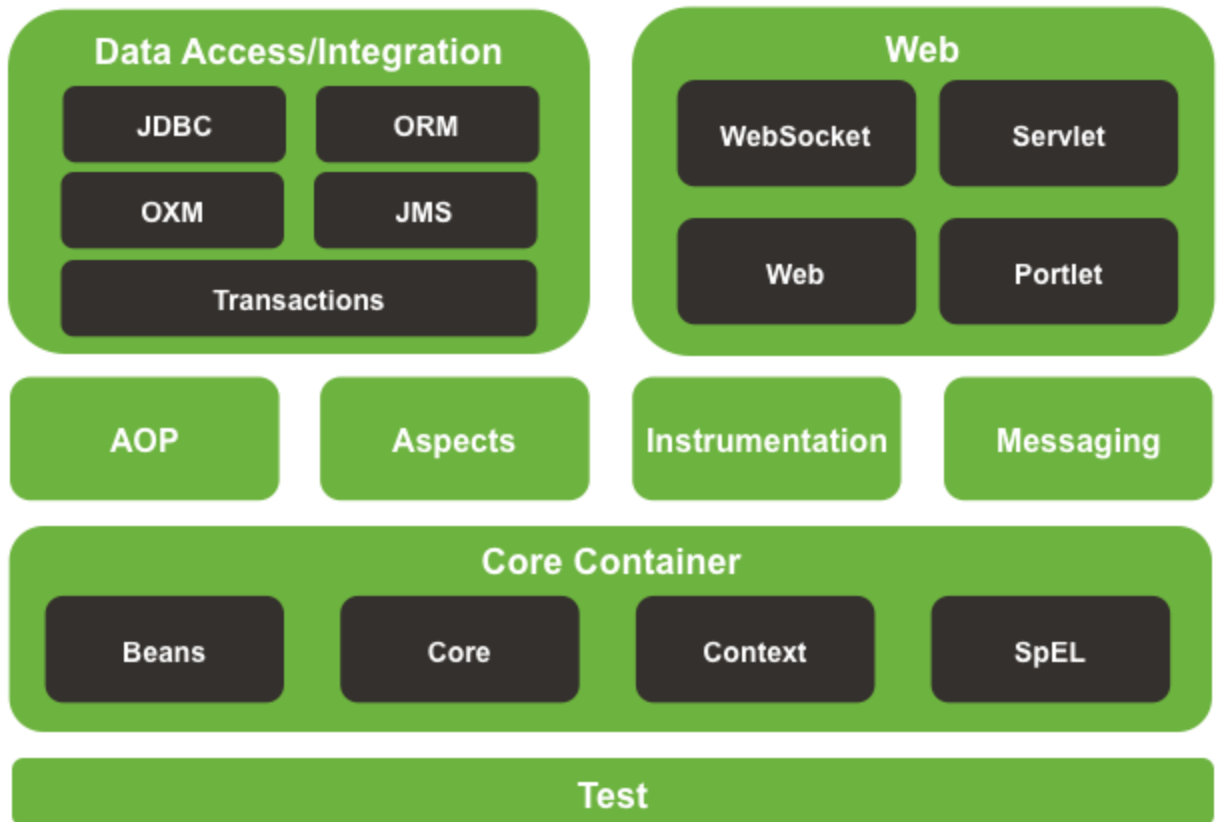 Data Access/Integration
JDBC
ORM
OXM
JMS
Transactions
Web
WebSocket
Servlet
Web
Portlet
AOP
Aspects
Instrumentation
Messaging
Core Container
Beans
Core
Context
SpEL
Test